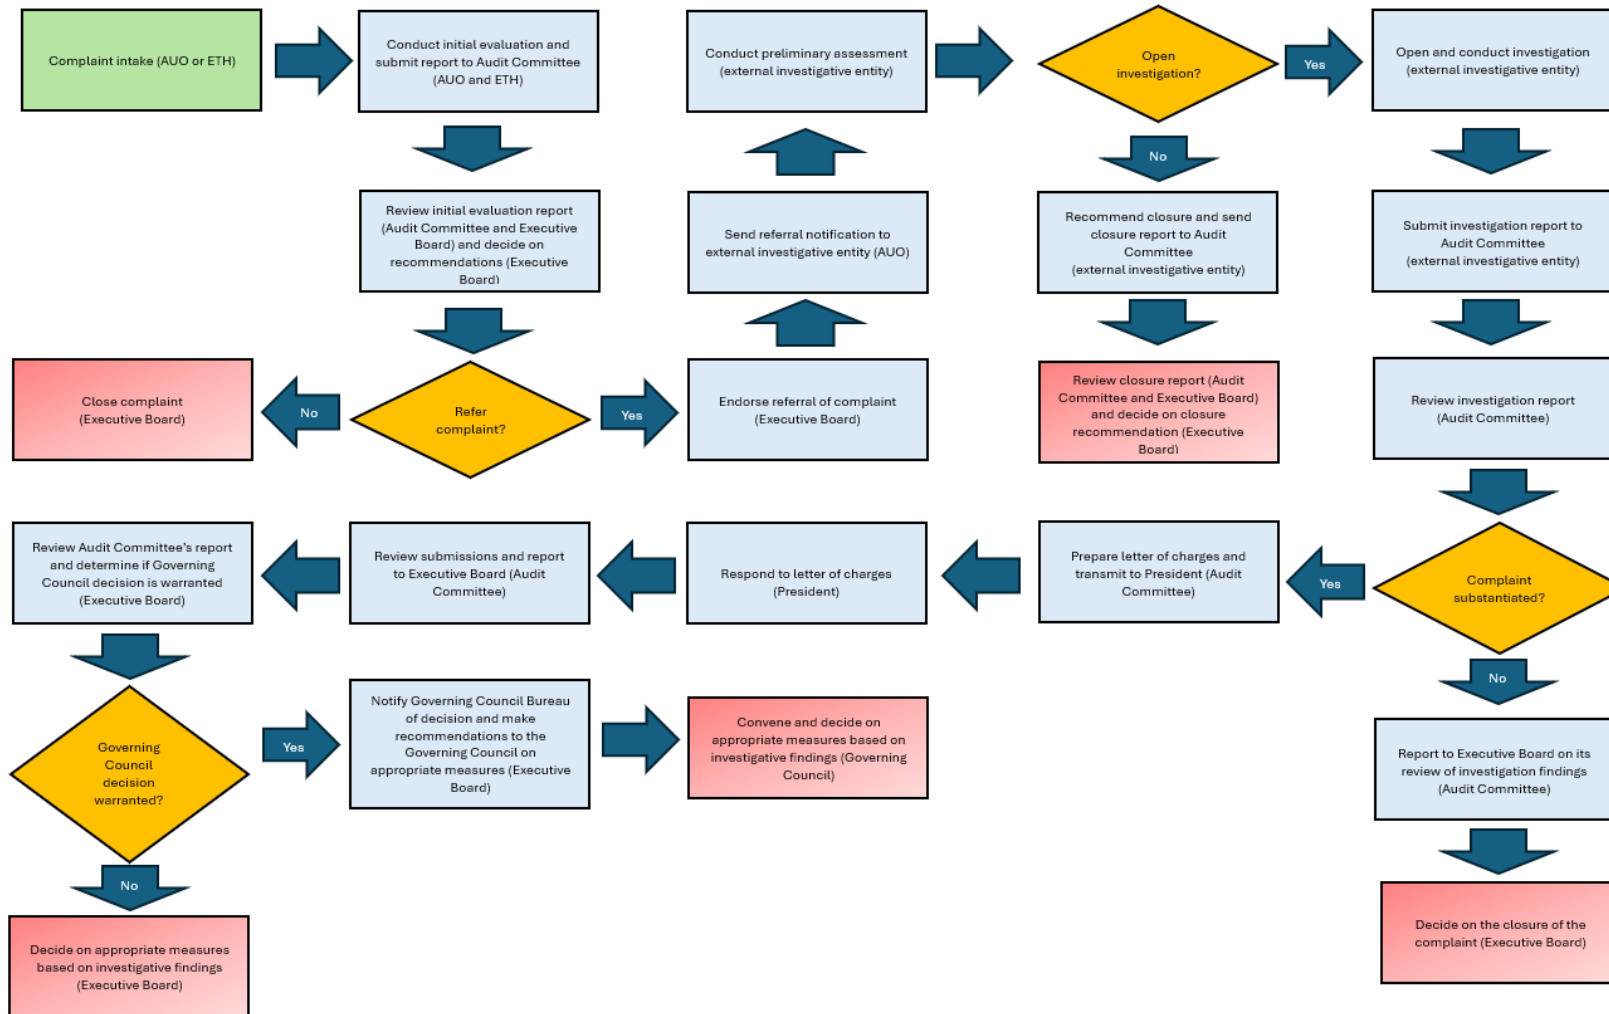 Complaint intake (AUO or ETH)
Conduct initial evaluation and
submit report to Audit Committee
(AUO and ETH)
Conduct preliminary assessment
(external investigative entity)
Open
investigation?
Yes
Open and conduct investigation
(external investigative entity)
No
Review initial evaluation report
(Audit Committee and Executive
Board) and decide on
recommendations (Executive
Board)
Send referral notification to
external investigative entity (AUO)
Recommend closure and send
closure report to Audit
Committee
(external investigative entity)
Submit investigation report to
Audit Committee
(external investigative entity)
Close complaint
(Executive Board)
No
Refer
complaint?
Yes
Endorse referral of complaint
(Executive Board)
Review closure report (Audit
Committee and Executive Board)
and decide on closure
recommendation (Executive
Board)
Review investigation report
(Audit Committee)
Review Audit Committee’s report
and determine if Governing
Council decision is warranted
(Executive Board)
Review submissions and report
to Executive Board (Audit
Committee)
Respond to letter of charges
(President)
Prepare letter of charges and
transmit to President (Audit
Committee)
Yes
Complaint
substantiated?
No
Governing
Council
decision
warranted?
Yes
Notify Governing Council Bureau
of decision and make
recommendations to the
Governing Council on
appropriate measures (Executive
Board)
Convene and decide on
appropriate measures based on
investigative findings (Governing
Council)
Report to Executive Board on its
review of investigation findings
(Audit Committee)
No
Decide on appropriate measures
based on investigative findings
(Executive Board)
Decide on the closure of the
complaint (Executive Board)